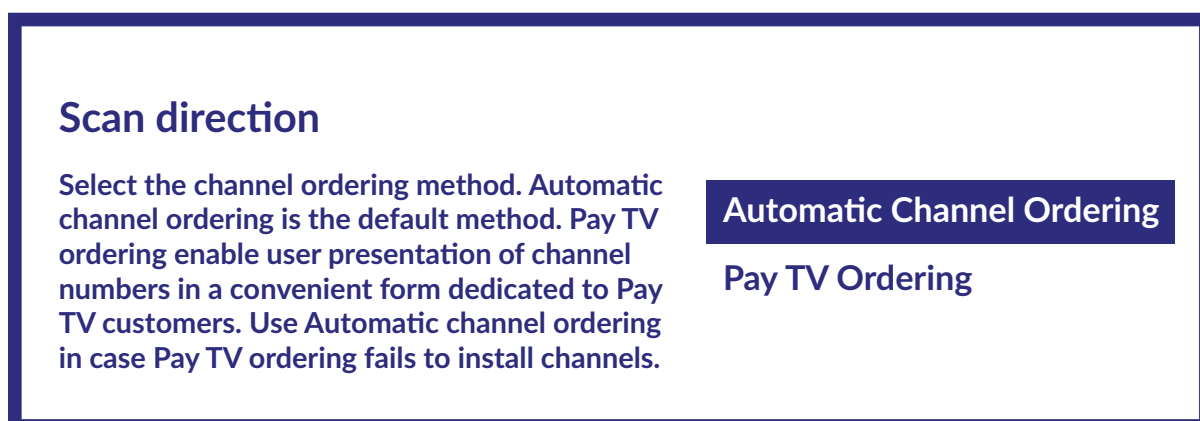 Scan direction
Select the channel ordering method. Automatic
channel ordering is the default method. Pay TV
ordering enable user presentation of channel
numbers in a convenient form dedicated to Pay
TV customers. Use Automatic channel ordering
in case Pay TV ordering fails to install channels.
Automatic Channel Ordering
Pay TV Ordering